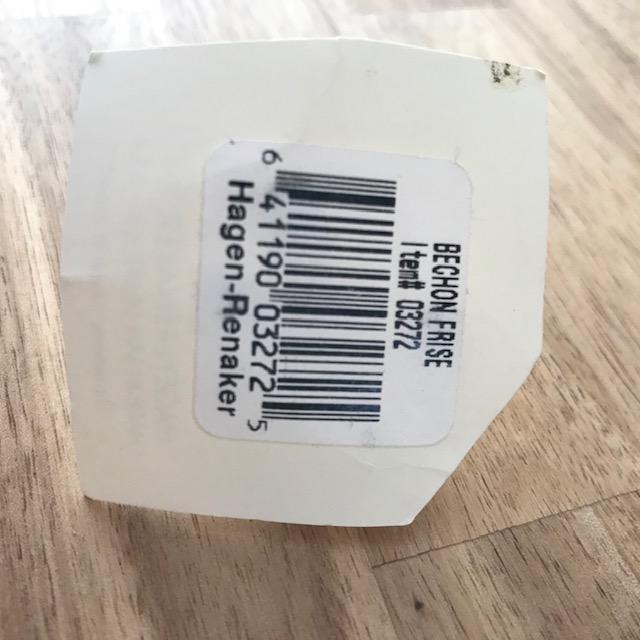 BECHON FRISE
Item# 03272
6 41190 03272 5
Hagen-Renaker